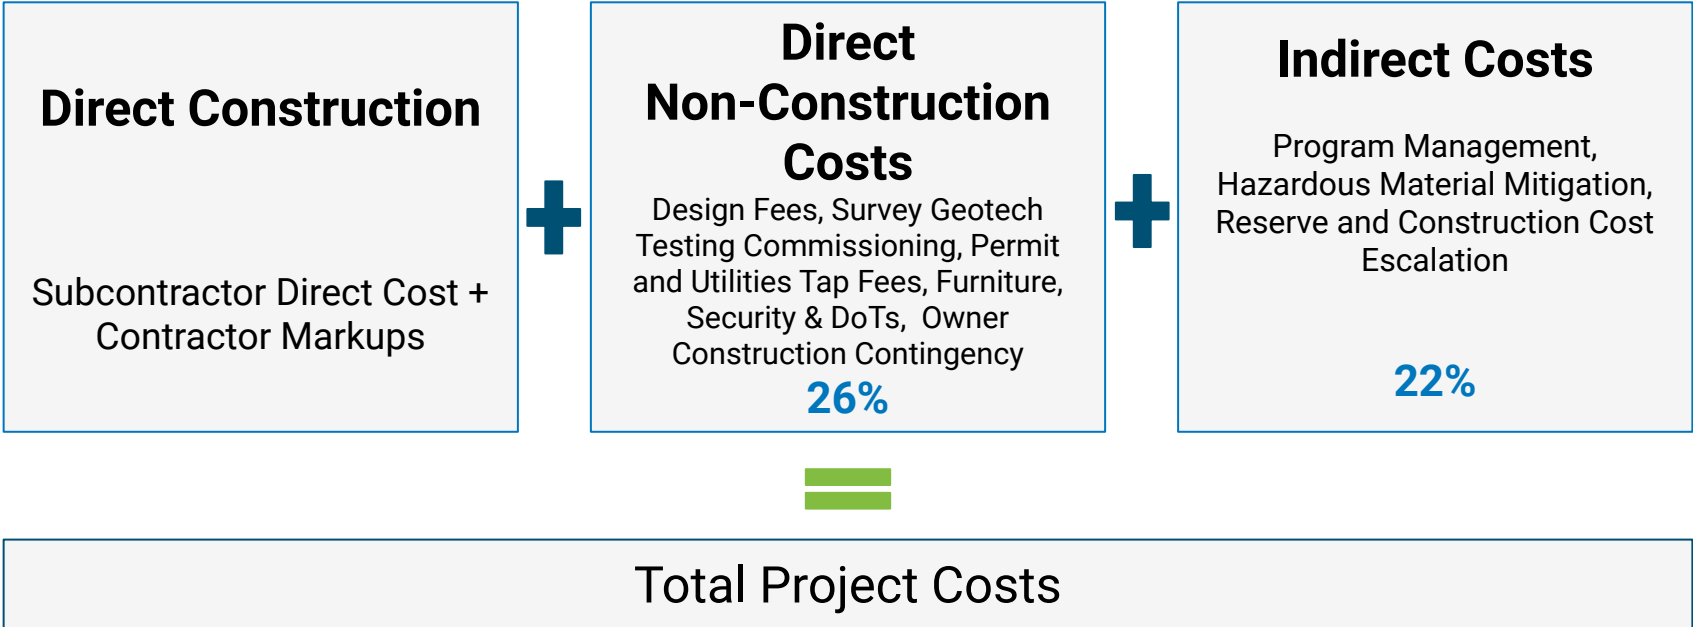 Direct Construction
Subcontractor Direct Cost +
Contractor Markups
Direct
Non-Construction
Costs
Design Fees, Survey Geotech
Testing Commissioning, Permit
and Utilities Tap Fees, Furniture,
Security & DoTs,  Owner
Construction Contingency
26%
Indirect Costs
Program Management,
Hazardous Material Mitigation,
Reserve and Construction Cost
Escalation
22%
Total Project Costs